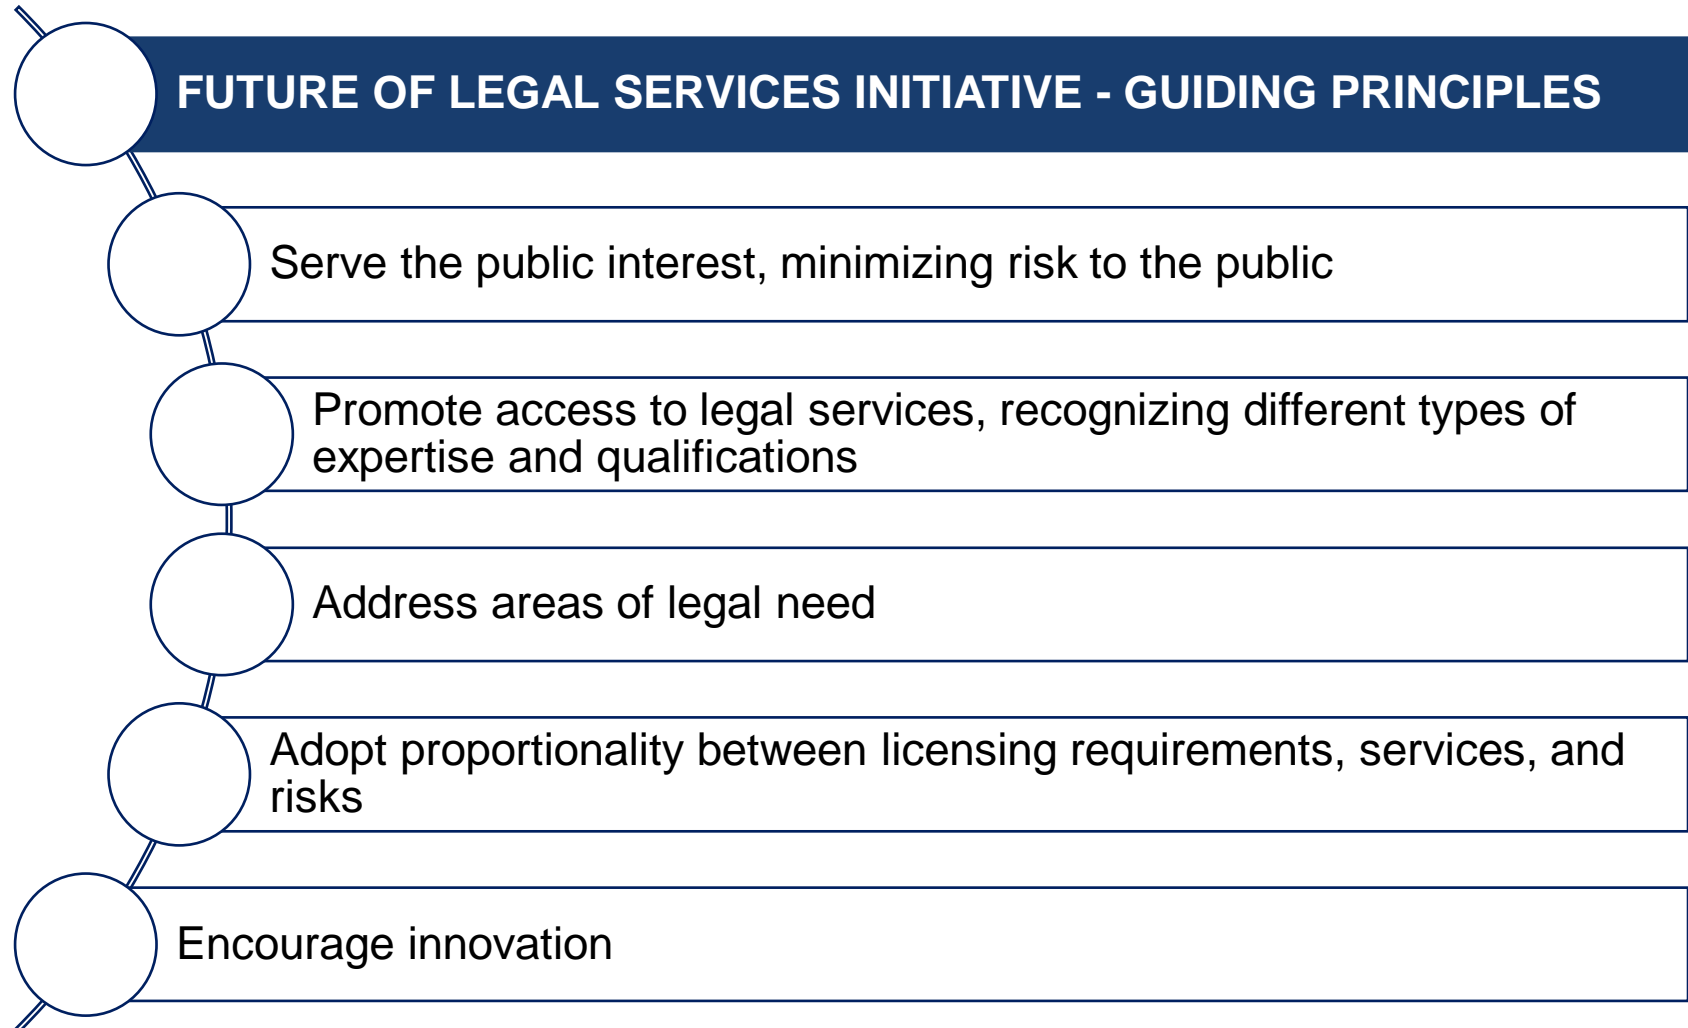 FUTURE OF LEGAL SERVICES INITIATIVE - GUIDING PRINCIPLES
Serve the public interest, minimizing risk to the public
Promote access to legal services, recognizing different types of
expertise and qualifications
Address areas of legal need
Adopt proportionality between licensing requirements, services, and
risks
Encourage innovation